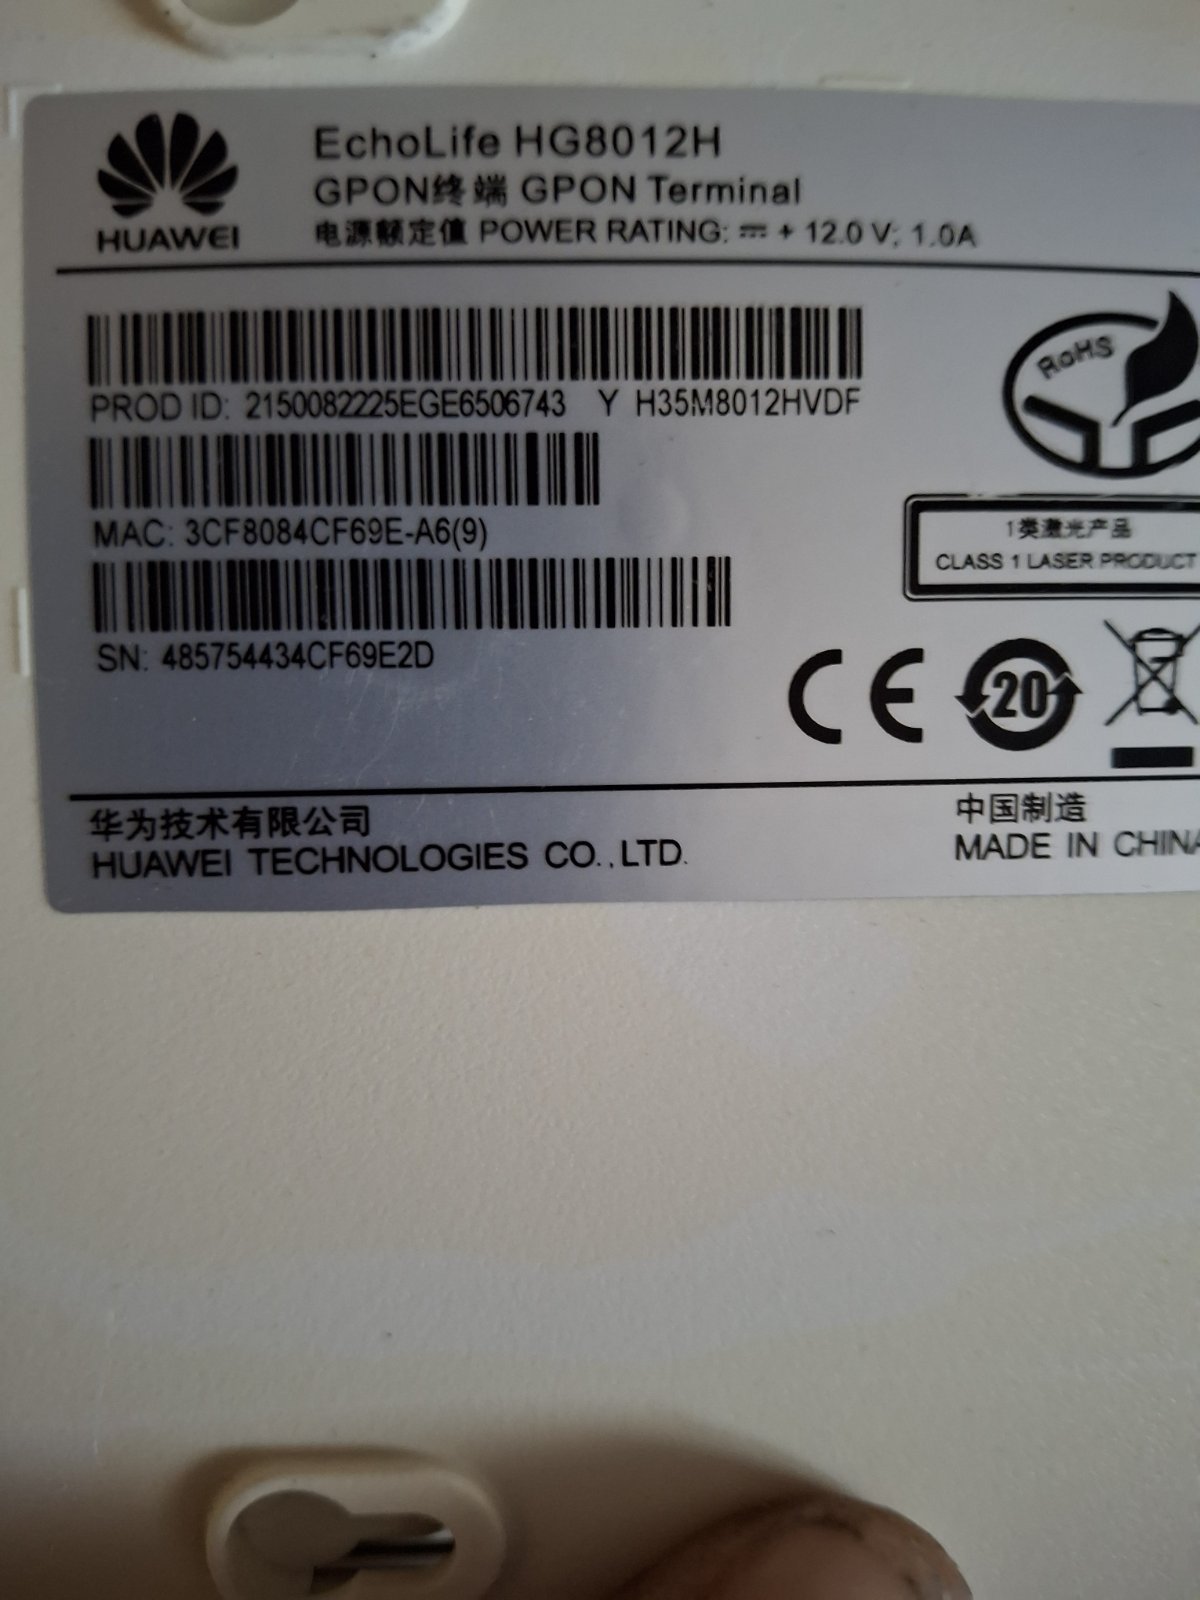 EchoLife HG8012H
GPON终端 GPON Terminal
电源额定值 POWER RATING: ⎓ + 12.0 V; 1.0A
HUAWEI
PROD ID: 2150082225EGE6506743 Y H35M8012HVDF
RoHS
MAC: 3CF8084CF69E-A6(9)
1类激光产品
CLASS 1 LASER PRODUCT
SN: 485754434CF69E2D
CE
20
华为技术有限公司
HUAWEI TECHNOLOGIES CO.,LTD.
中国制造
MADE IN CHINA